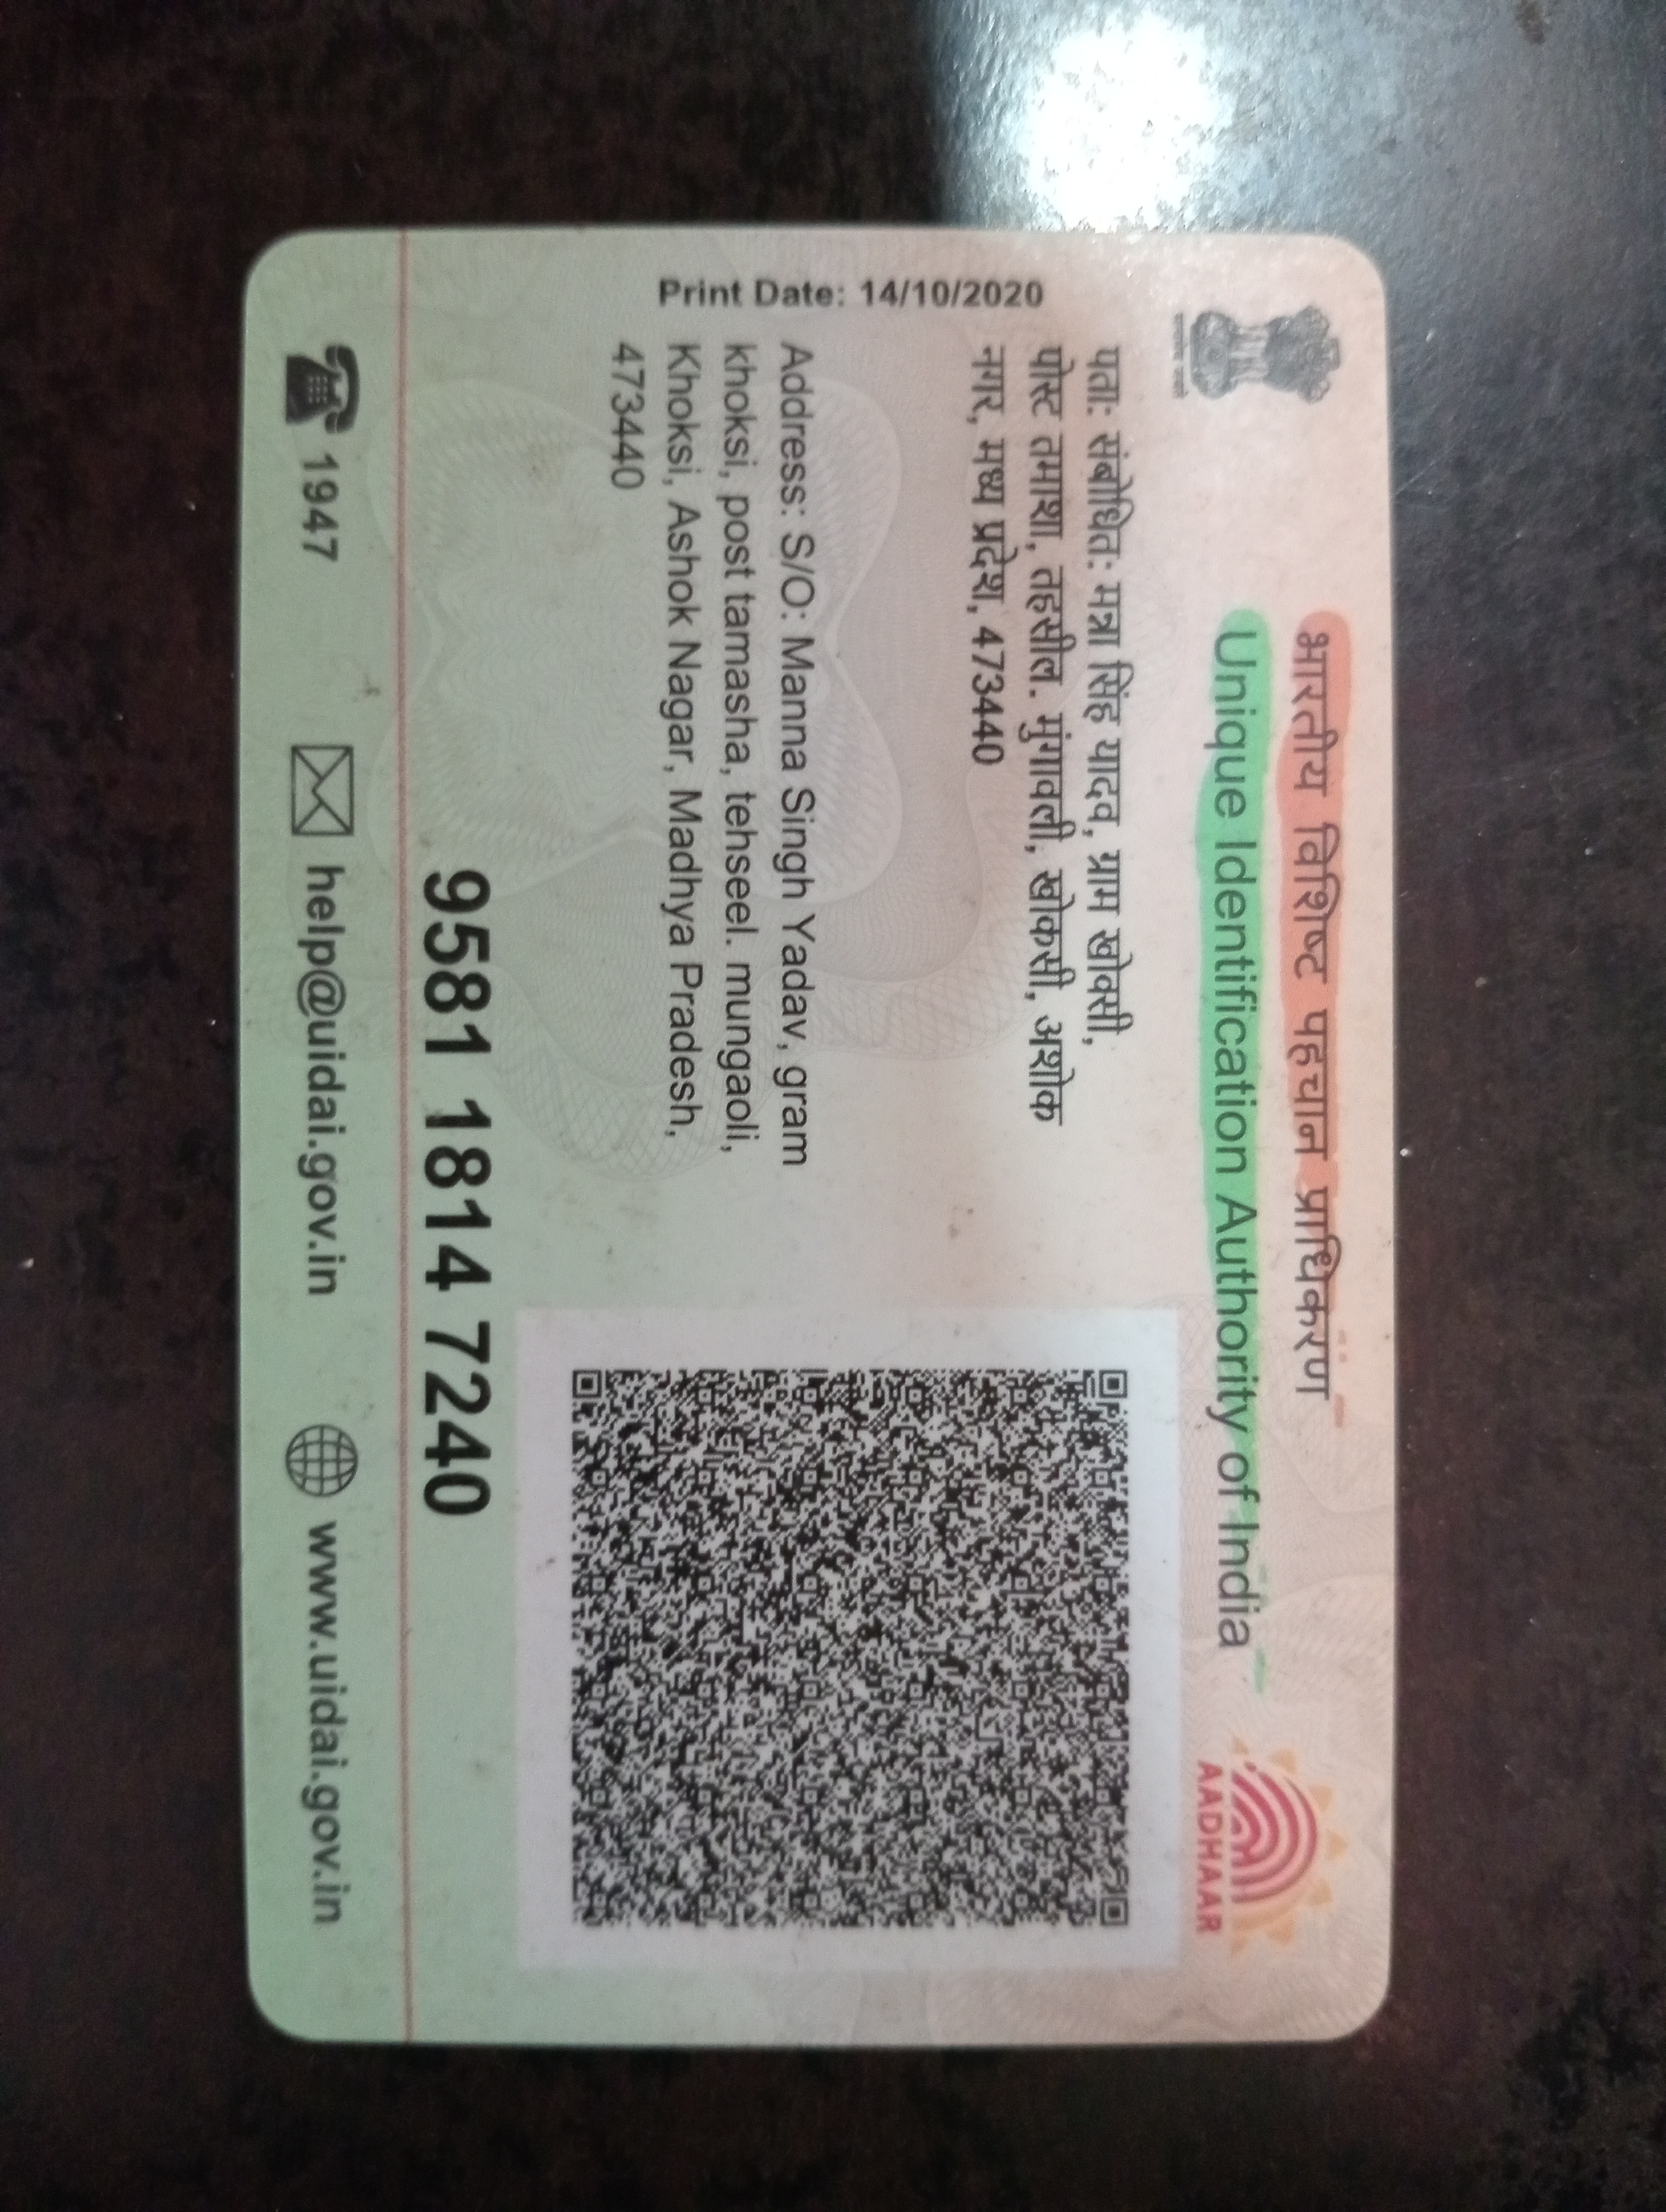 भारतीय विशिष्ट पहचान प्राधिकरण
Unique Identification Authority of India
AADHAAR
Print Date: 14/10/2020
पता: संबोधित: मन्ना सिंह यादव, ग्राम खोक्सी,
पोस्ट तमाशा, तहसील. मुंगावली, खोकसी, अशोक
नगर, मध्य प्रदेश, 473440
Address: S/O: Manna Singh Yadav, gram
khoksi, post tamasha, tehseel. mungaoli,
Khoksi, Ashok Nagar, Madhya Pradesh,
473440
9581 1814 7240
1947
help@uidai.gov.in
www.uidai.gov.in